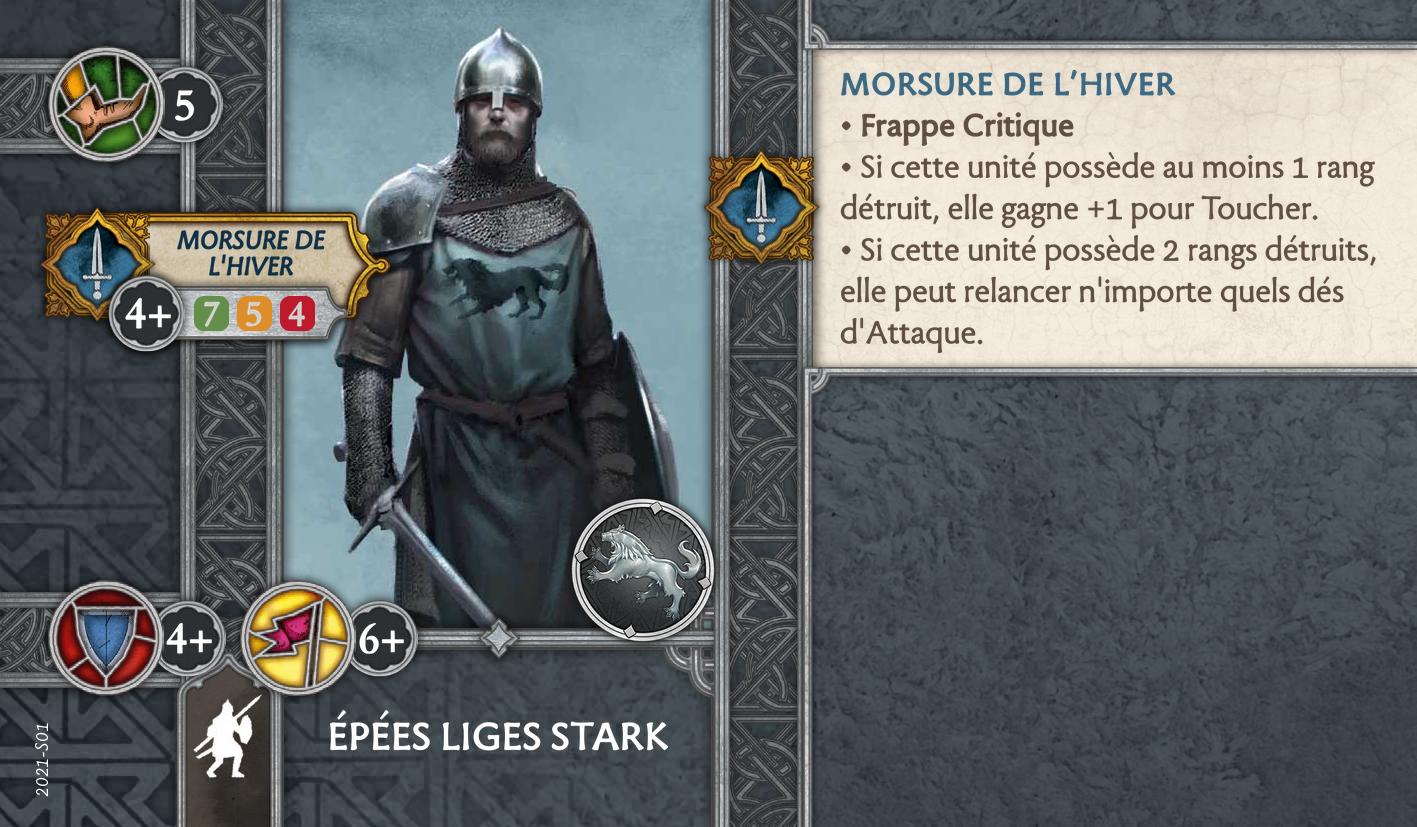 5
MORSURE DE
L'HIVER
4+ 7 5 4
4+
6+
ÉPÉES LIGES STARK
2021-S01
MORSURE DE L’HIVER
• Frappe Critique
• Si cette unité possède au moins 1 rang
détruit, elle gagne +1 pour Toucher.
• Si cette unité possède 2 rangs détruits,
elle peut relancer n'importe quels dés
d'Attaque.